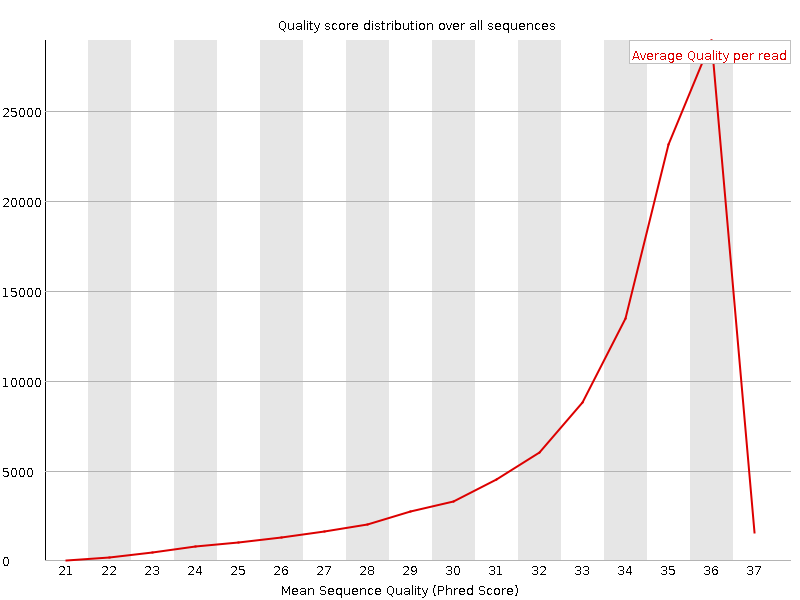 Quality score distribution over all sequences
Average Quality per read
25000
20000
15000
10000
5000
0
21 22 23 24 25 26 27 28 29 30 31 32 33 34 35 36 37
Mean Sequence Quality (Phred Score)